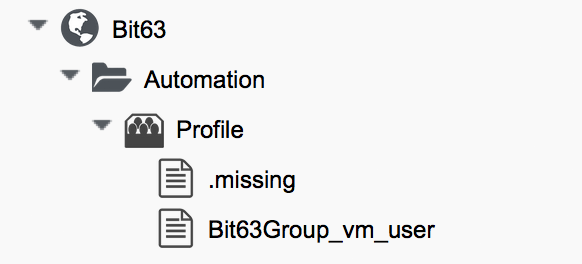 Bit63
Automation
Profile
.missing
Bit63Group_vm_user